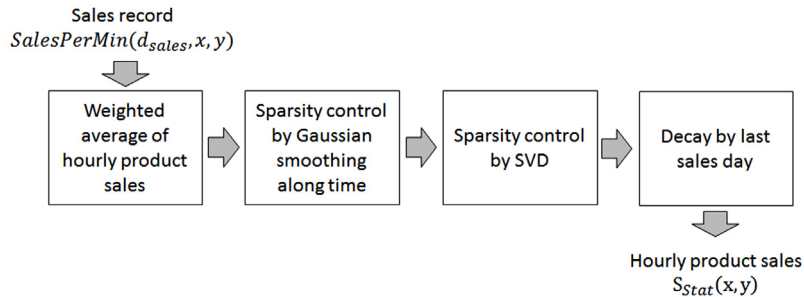 Sales record
SalesPerMin(d_sales, x, y)
Weighted
average of
hourly product
sales
Sparsity control
by Gaussian
smoothing
along time
Sparsity control
by SVD
Decay by last
sales day
Hourly product sales
S_Stat(x,y)